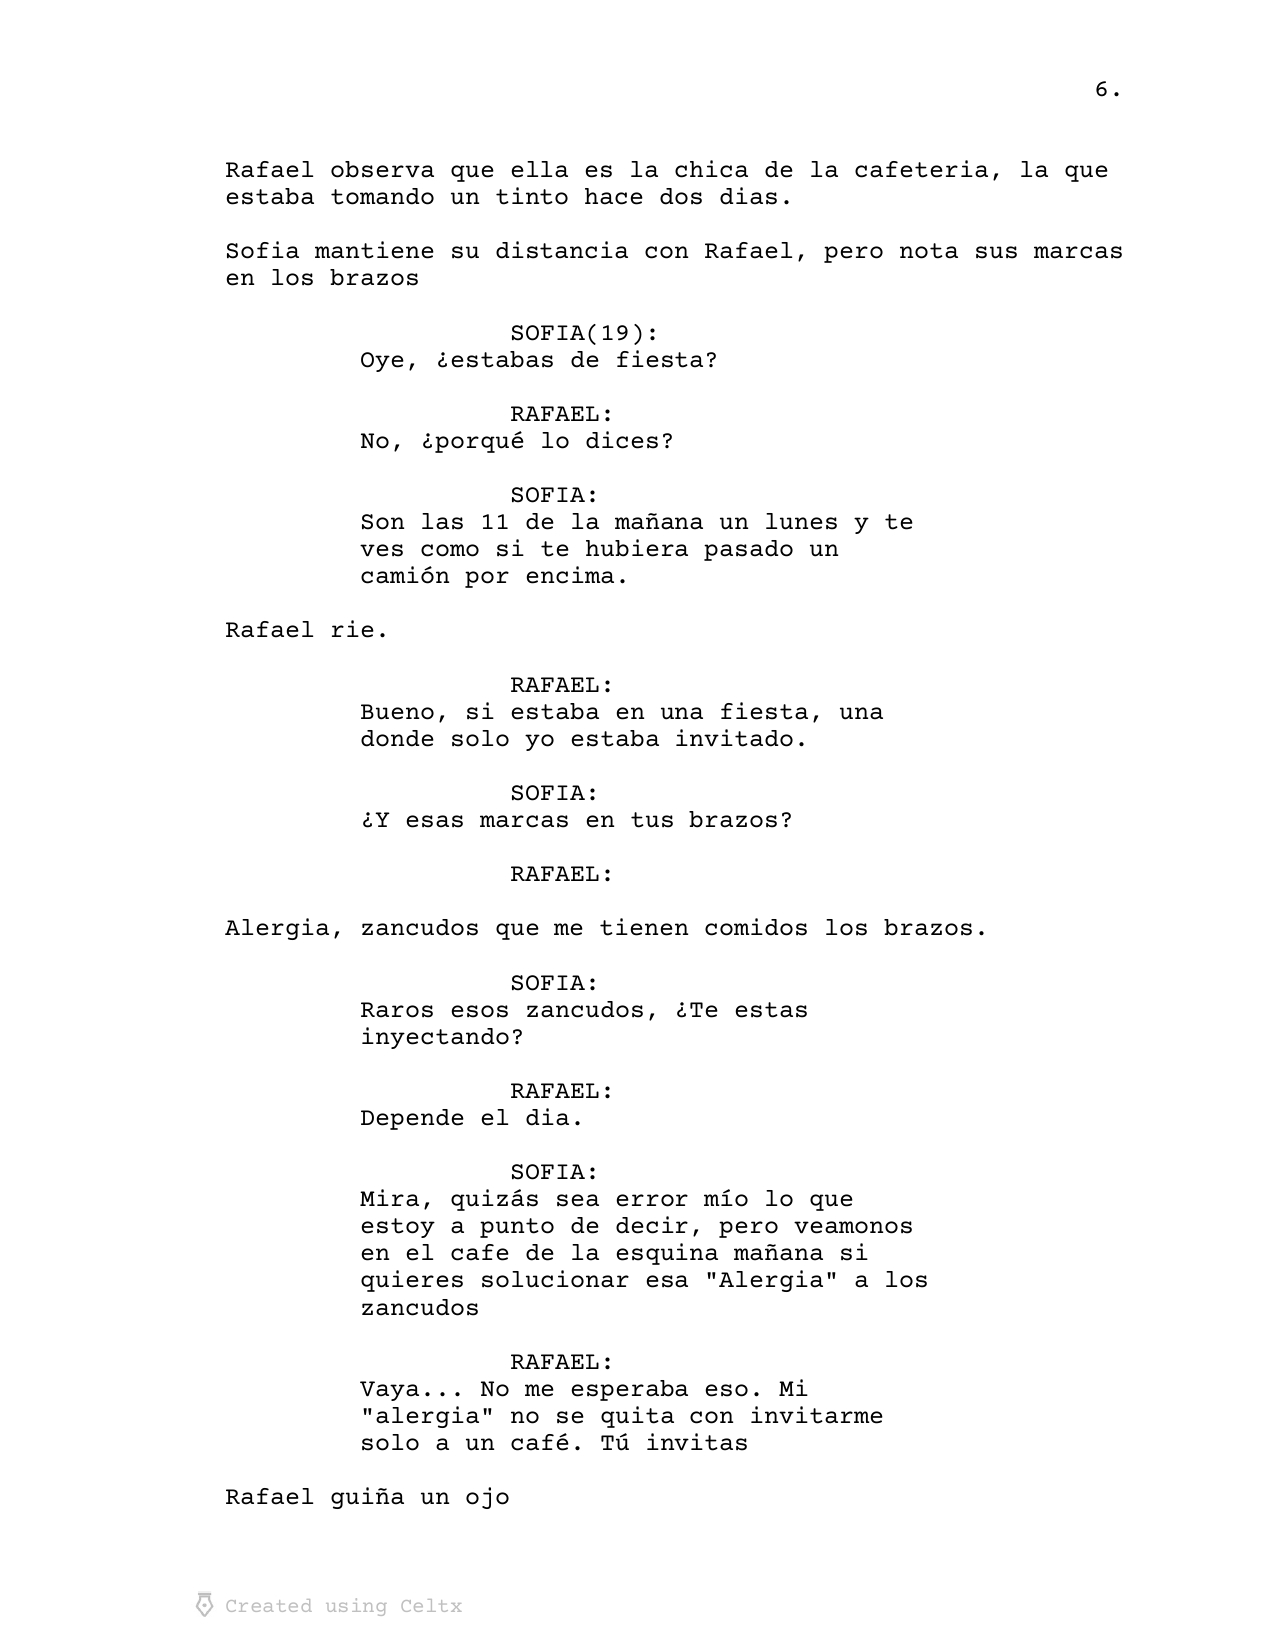 6.
Rafael observa que ella es la chica de la cafeteria, la que
estaba tomando un tinto hace dos dias.
Sofia mantiene su distancia con Rafael, pero nota sus marcas
en los brazos
SOFIA(19):
Oye, ¿estabas de fiesta?
RAFAEL:
No, ¿porqué lo dices?
SOFIA:
Son las 11 de la mañana un lunes y te
ves como si te hubiera pasado un
camión por encima.
Rafael rie.
RAFAEL:
Bueno, si estaba en una fiesta, una
donde solo yo estaba invitado.
SOFIA:
¿Y esas marcas en tus brazos?
RAFAEL:
Alergia, zancudos que me tienen comidos los brazos.
SOFIA:
Raros esos zancudos, ¿Te estas
inyectando?
RAFAEL:
Depende el dia.
SOFIA:
Mira, quizás sea error mío lo que
estoy a punto de decir, pero veamonos
en el cafe de la esquina mañana si
quieres solucionar esa "Alergia" a los
zancudos
RAFAEL:
Vaya... No me esperaba eso. Mi
"alergia" no se quita con invitarme
solo a un café. Tú invitas
Rafael guiña un ojo
Created using Celtx